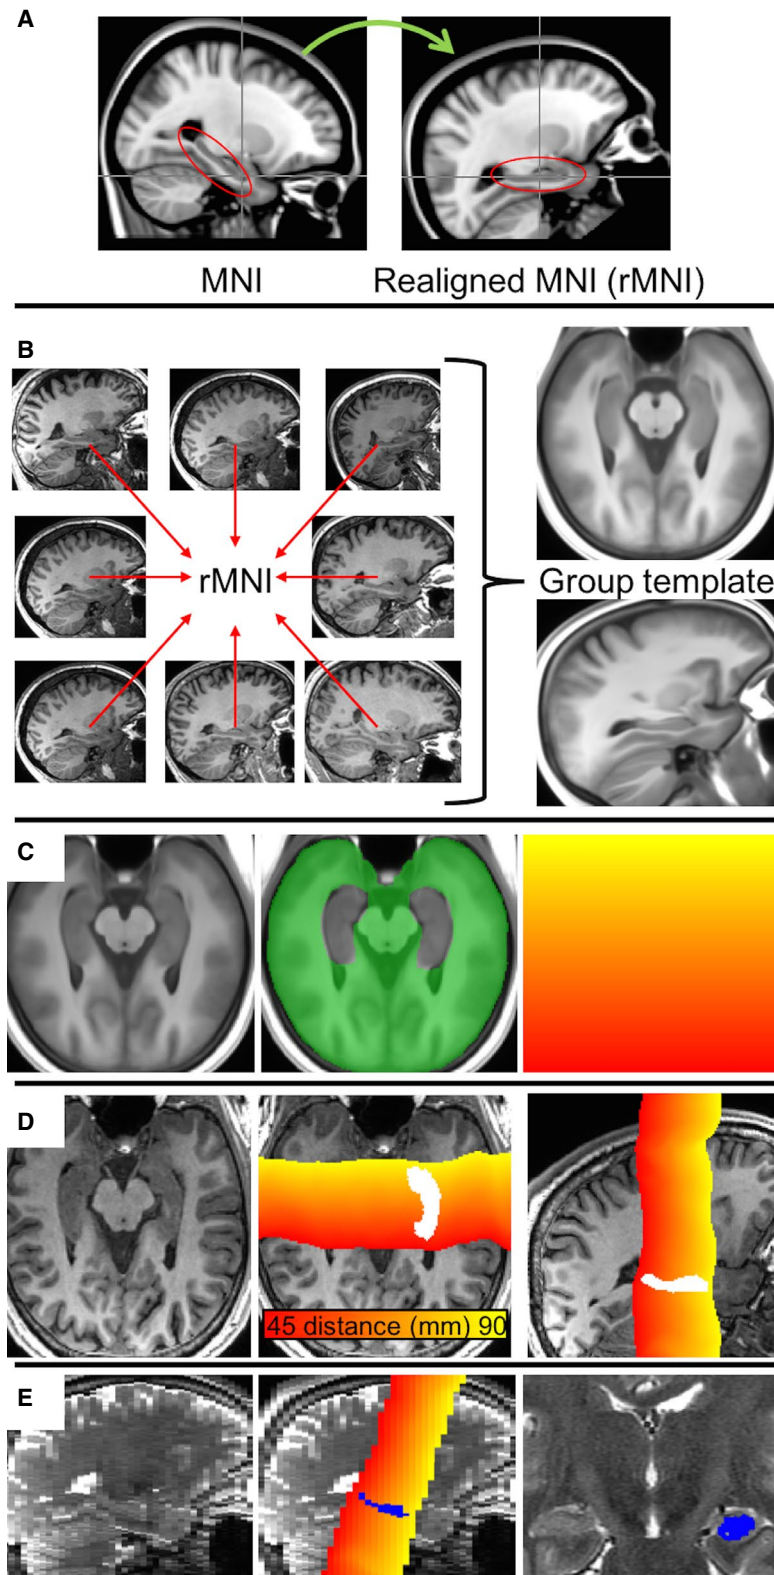 A
MNI
Realigned MNI (rMNI)
B
rMNI
Group template
C
D
45 distance (mm) 90
E